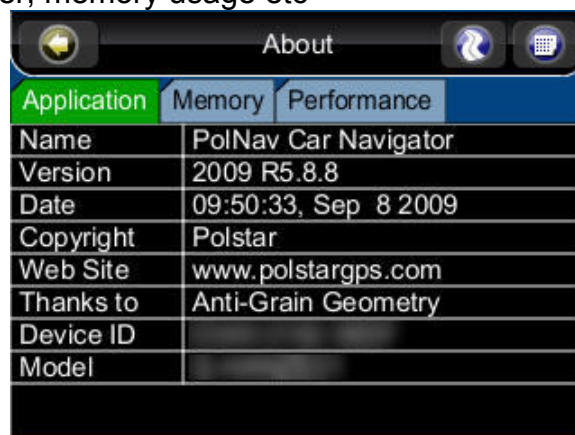 memory usage etc
About
Application Memory Performance
Name PolNav Car Navigator
Version 2009 R5.8.8
Date 09:50:33, Sep 8 2009
Copyright Polstar
Web Site www.polstargps.com
Thanks to Anti-Grain Geometry
Device ID
Model